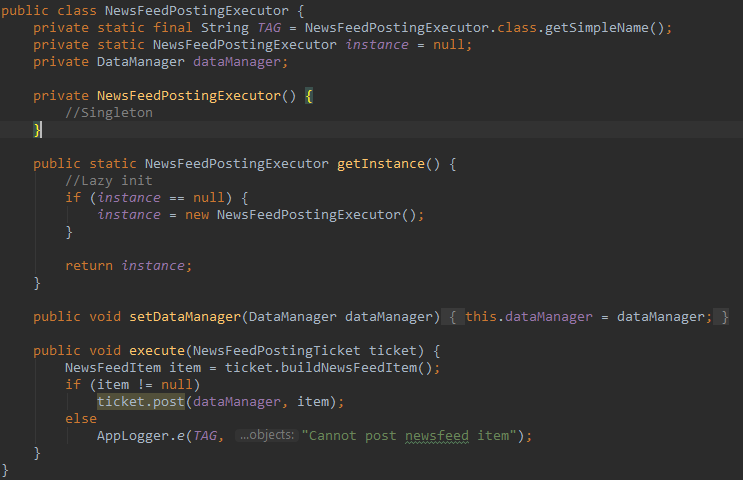 public class NewsFeedPostingExecutor {
    private static final String TAG = NewsFeedPostingExecutor.class.getSimpleName();
    private static NewsFeedPostingExecutor instance = null;
    private DataManager dataManager;
    private NewsFeedPostingExecutor() {
        //Singleton
    }
    public static NewsFeedPostingExecutor getInstance() {
        //Lazy init
        if (instance == null) {
            instance = new NewsFeedPostingExecutor();
        }
        return instance;
    }
    public void setDataManager(DataManager dataManager) { this.dataManager = dataManager; }
    public void execute(NewsFeedPostingTicket ticket) {
        NewsFeedItem item = ticket.buildNewsFeedItem();
        if (item != null)
            ticket.post(dataManager, item);
        else
            AppLogger.e(TAG, ...objects: "Cannot post newsfeed item");
    }
}